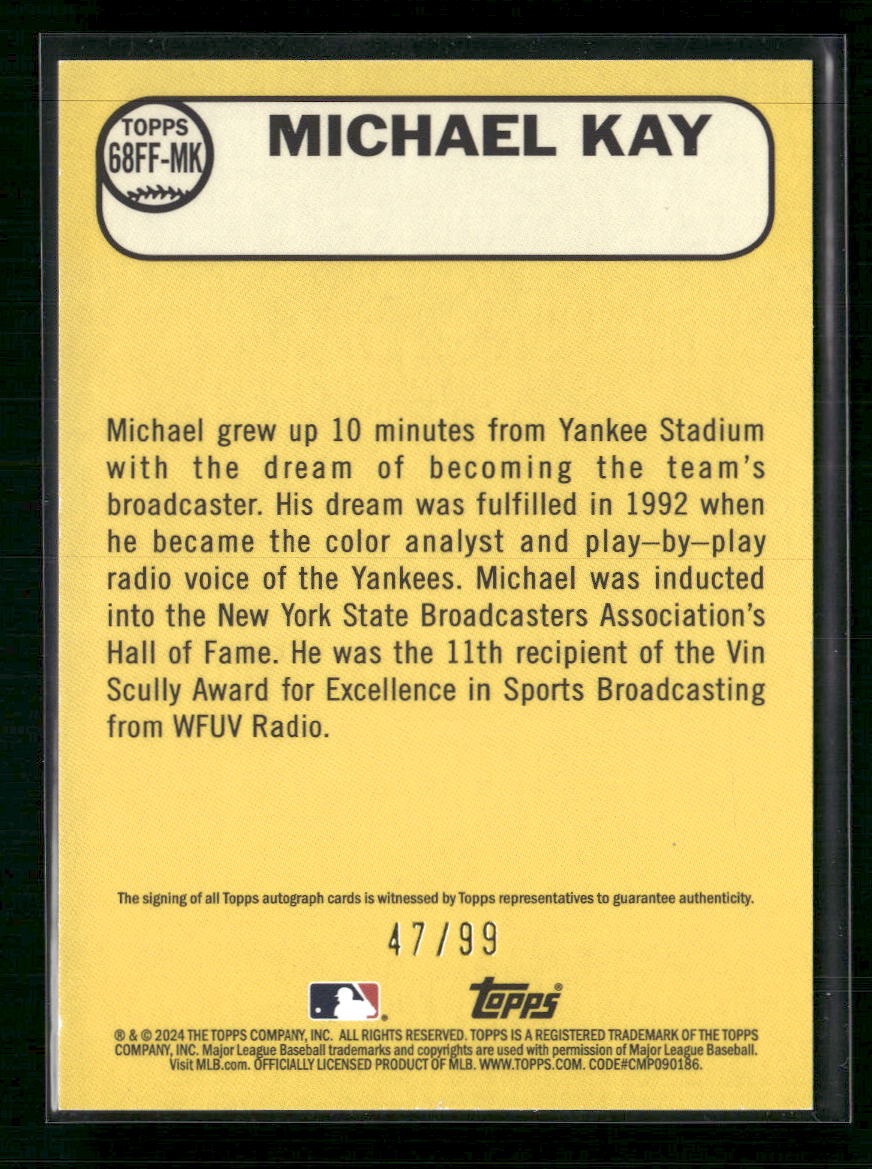 TOPPS
68FF-MK
MICHAEL KAY
Michael grew up 10 minutes from Yankee Stadium
with the dream of becoming the team's
broadcaster. His dream was fulfilled in 1992 when
he became the color analyst and play–by–play
radio voice of the Yankees. Michael was inducted
into the New York State Broadcasters Association's
Hall of Fame. He was the 11th recipient of the Vin
Scully Award for Excellence in Sports Broadcasting
from WFUV Radio.
The signing of all Topps autograph cards is witnessed by Topps representatives to guarantee authenticity.
47/99
Topps®
® & © 2024 THE TOPPS COMPANY, INC. ALL RIGHTS RESERVED. TOPPS IS A REGISTERED TRADEMARK OF THE TOPPS
COMPANY, INC. Major League Baseball trademarks and copyrights are used with permission of Major League Baseball.
Visit MLB.com. OFFICIALLY LICENSED PRODUCT OF MLB. WWW.TOPPS.COM. CODE#CMP090186.